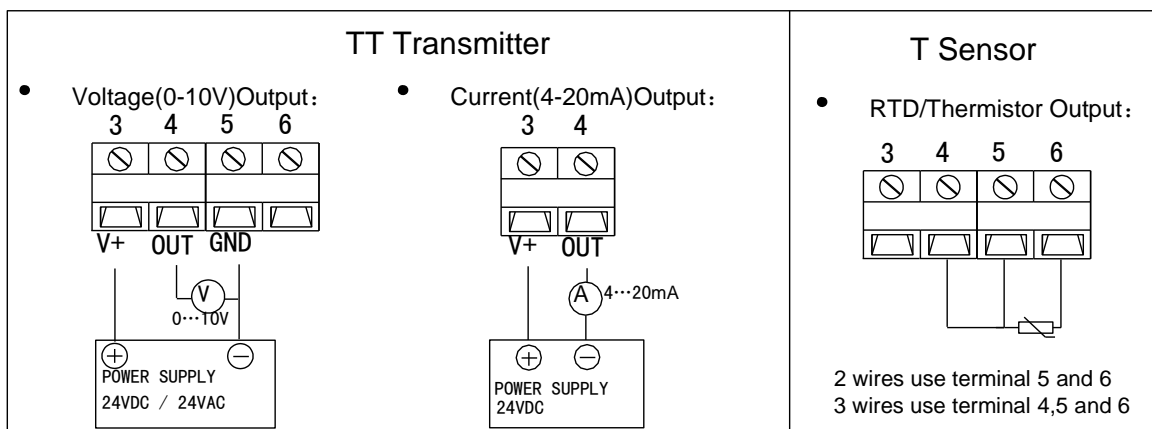 TT Transmitter
• Voltage(0-10V)Output：
3 4 5 6
V+ OUT GND
V
0…10V
POWER SUPPLY
24VDC / 24VAC
• Current(4-20mA)Output：
3 4
V+ OUT
A 4…20mA
POWER SUPPLY
24VDC
T Sensor
• RTD/Thermistor Output：
3 4 5 6
2 wires use terminal 5 and 6
3 wires use terminal 4,5 and 6